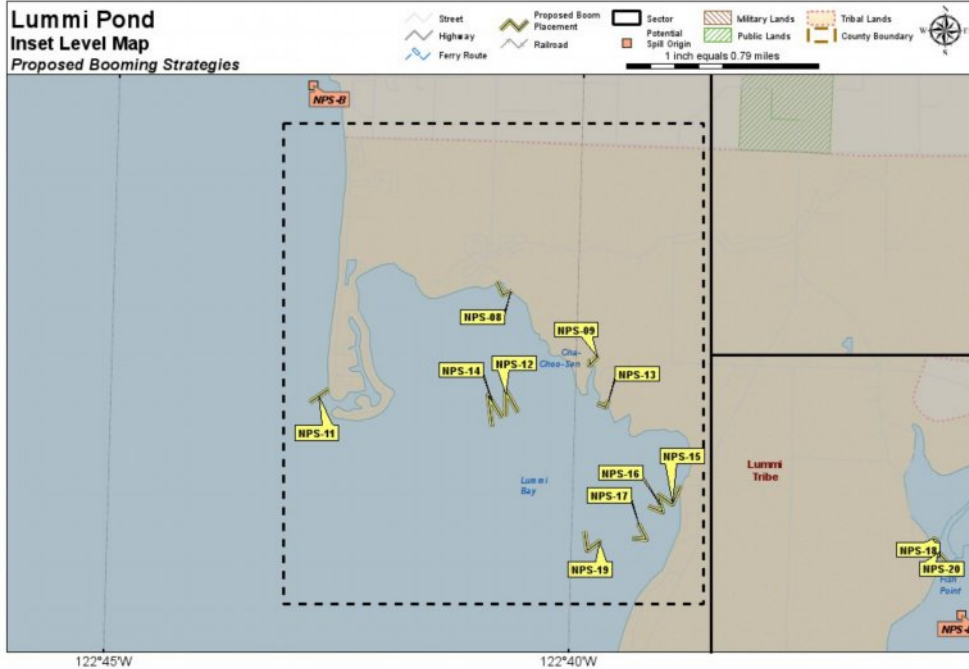 Lummi Pond
Inset Level Map
Proposed Booming Strategies
Street
Highway
Ferry Route
Proposed Boom
Placement
Railroad
Sector
Potential
Spill Origin
Military Lands
Public Lands
Tribal Lands
County Boundary
N
W
E
S
1 inch equals 0.79 miles
NPS-B
NPS-08
NPS-09
Cha-
Choo-Sen
NPS-14
NPS-12
NPS-13
NPS-11
NPS-15
NPS-16
Lummi
Bay
NPS-17
NPS-19
Lummi
Tribe
NPS-18
NPS-20
Point
122°45'W
122°40'W